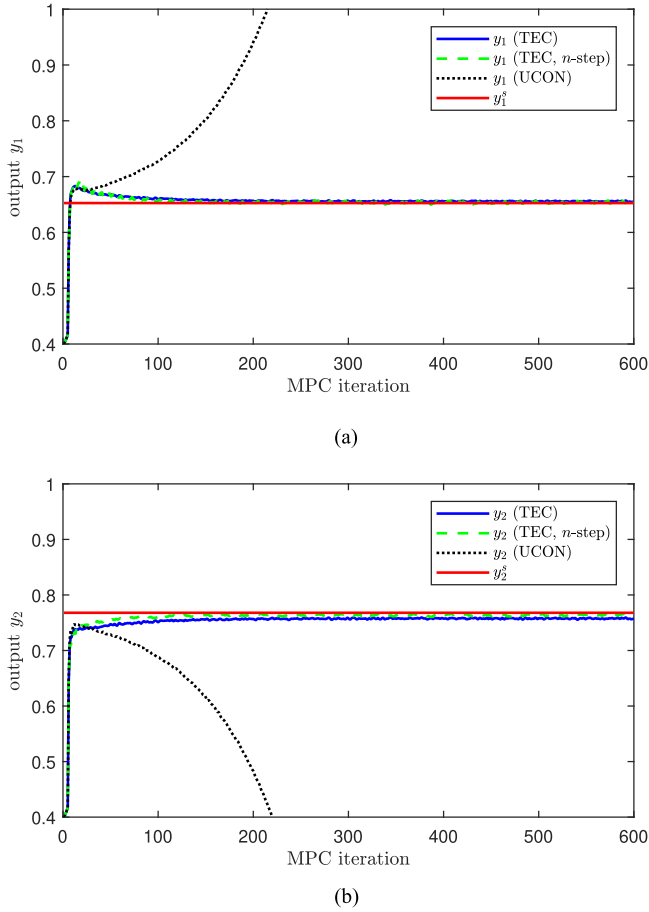 1
0.9
0.8
0.7
0.6
0.5
0.4
output y₁
0 100 200 300 400 500 600
MPC iteration
y₁ (TEC)
y₁ (TEC, n-step)
y₁ (UCON)
y₁ˢ
(a)
1
0.9
0.8
0.7
0.6
0.5
0.4
output y₂
0 100 200 300 400 500 600
MPC iteration
y₂ (TEC)
y₂ (TEC, n-step)
y₂ (UCON)
y₂ˢ
(b)